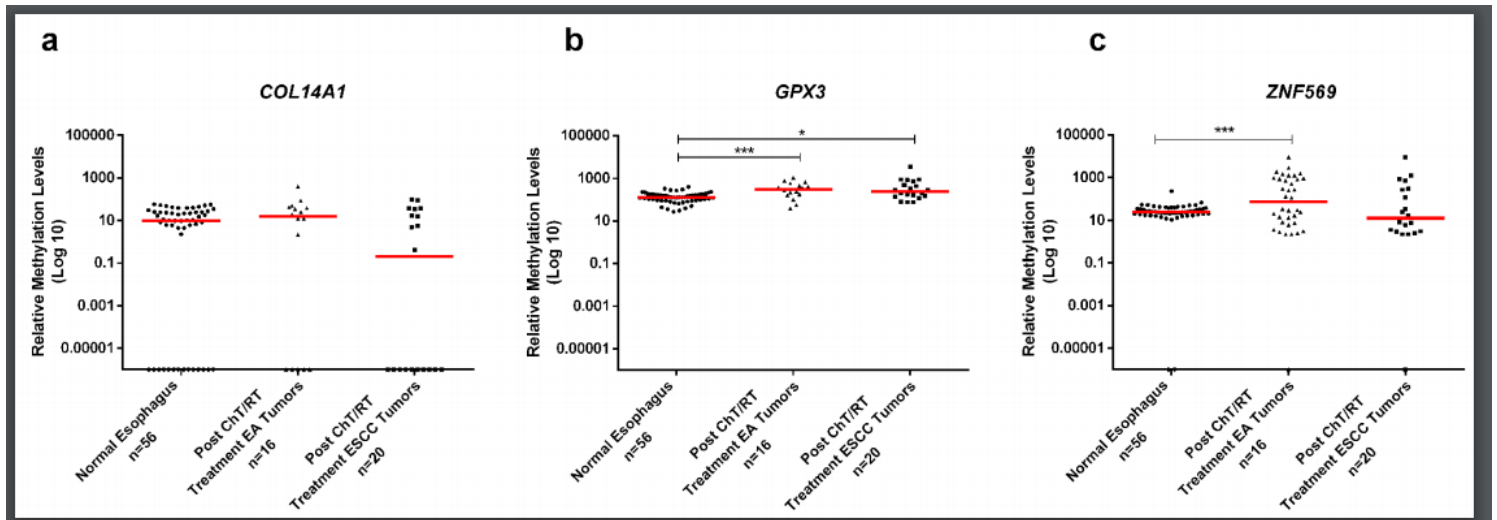 a
COL14A1
Relative Methylation Levels
(Log 10)
100000
1000
10
0.1
0.001
0.00001
Normal Esophagus
n=56
Post ChT/RT
Treatment EA Tumors
n=16
Post ChT/RT
Treatment ESCC Tumors
n=20
b
GPX3
Relative Methylation Levels
(Log 10)
100000
1000
10
0.1
0.001
0.00001
*
***
Normal Esophagus
n=56
Post ChT/RT
Treatment EA Tumors
n=16
Post ChT/RT
Treatment ESCC Tumors
n=20
c
ZNF569
Relative Methylation Levels
(Log 10)
100000
1000
10
0.1
0.001
0.00001
***
Normal Esophagus
n=56
Post ChT/RT
Treatment EA Tumors
n=16
Post ChT/RT
Treatment ESCC Tumors
n=20